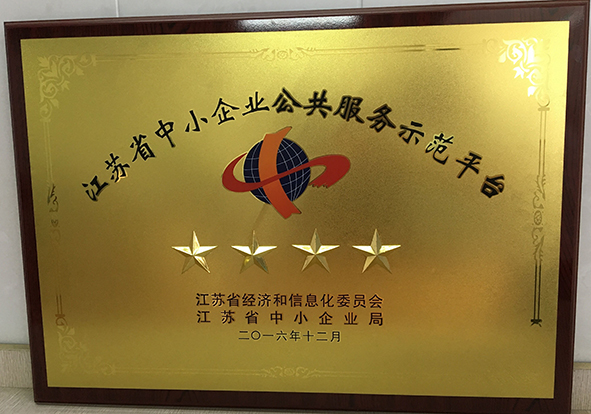 江苏省中小企业公共服务示范平台
江苏省经济和信息化委员会
江苏省中小企业局
二〇一六年十二月